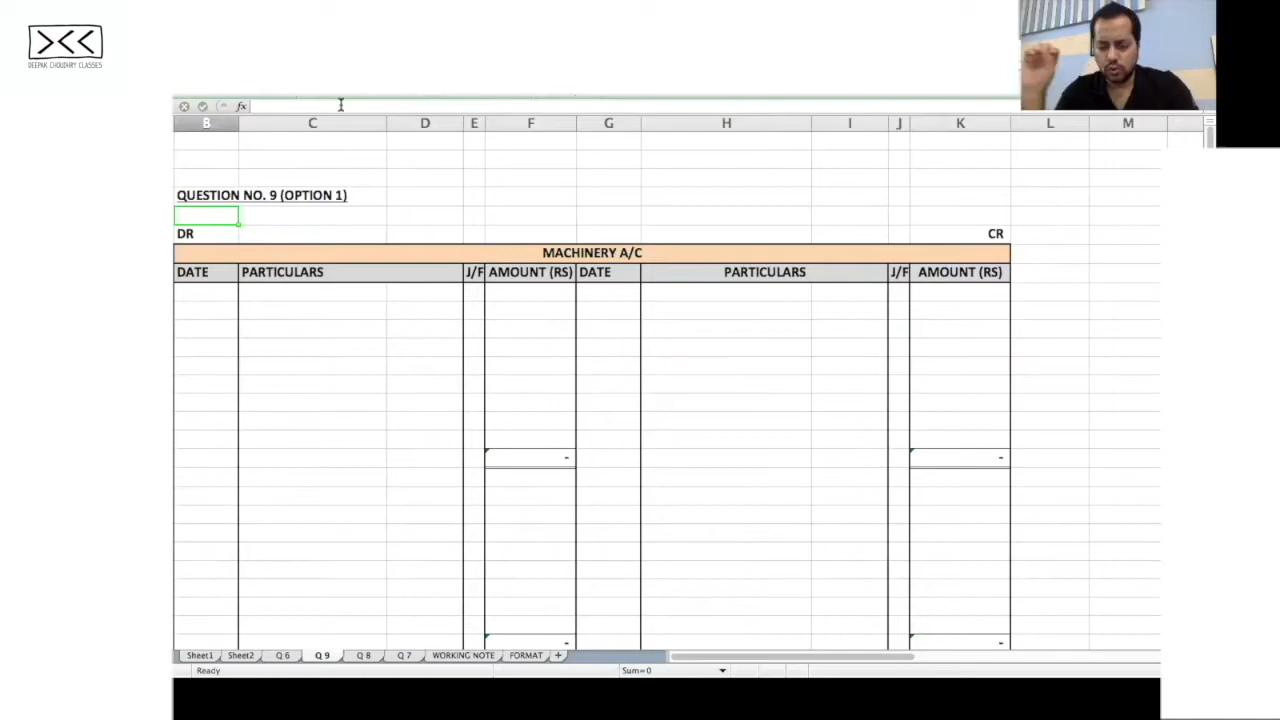 DEEPAK CHOUDHRY CLASSES
fx
B C D E F G H I J K L M
QUESTION NO. 9 (OPTION 1)
DR CR
MACHINERY A/C
DATE PARTICULARS J/F AMOUNT (RS) DATE PARTICULARS J/F AMOUNT (RS)
- -
- -
Sheet1 Sheet2 Q 6 Q 9 Q 8 Q 7 WORKING NOTE FORMAT +
Ready Sum=0